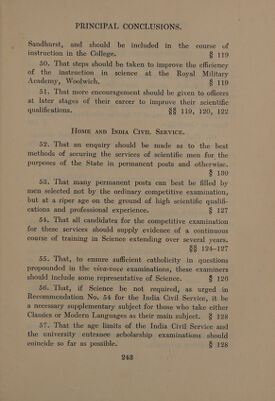 PRINCIPAL CONCLUSIONS.
Sandhurst, and should be included in the course of
instruction in the College. § 119
50. That steps should be taken to improve the efficiency
of the instruction in science at the Royal Military
Academy, Woolwich. § 119
51. That more encouragement should be given to officers
at later stages of their career to improve their scientific
qualifications. §§ 119, 120, 122
HOME AND INDIA CIVIL SERVICE.
52. That an enquiry should be made as to the best
methods of securing the services of scientific men for the
purposes of the State in permanent posts and otherwise.
§ 130
53. That many permanent posts can best be filled by
men selected not by the ordinary competitive examination,
but at a riper age on the ground of high scientific qualifi-
cations and professional experience. § 127
54. That all candidates for the competitive examination
for these services should supply evidence of a continuous
course of training in Science extending over several years.
§§ 124–127
55. That, to ensure sufficient catholicity in questions
propounded in the viva-voce examinations, these examiners
should include some representative of Science. § 126
56. That, if Science be not required, as urged in
Recommendation No. 54 for the India Civil Service, it be
a necessary supplementary subject for those who take either
Classics or Modern Languages as their main subject. § 128
57. That the age limits of the India Civil Service and
the university entrance scholarship examinations should
coincide so far as possible. § 128
243